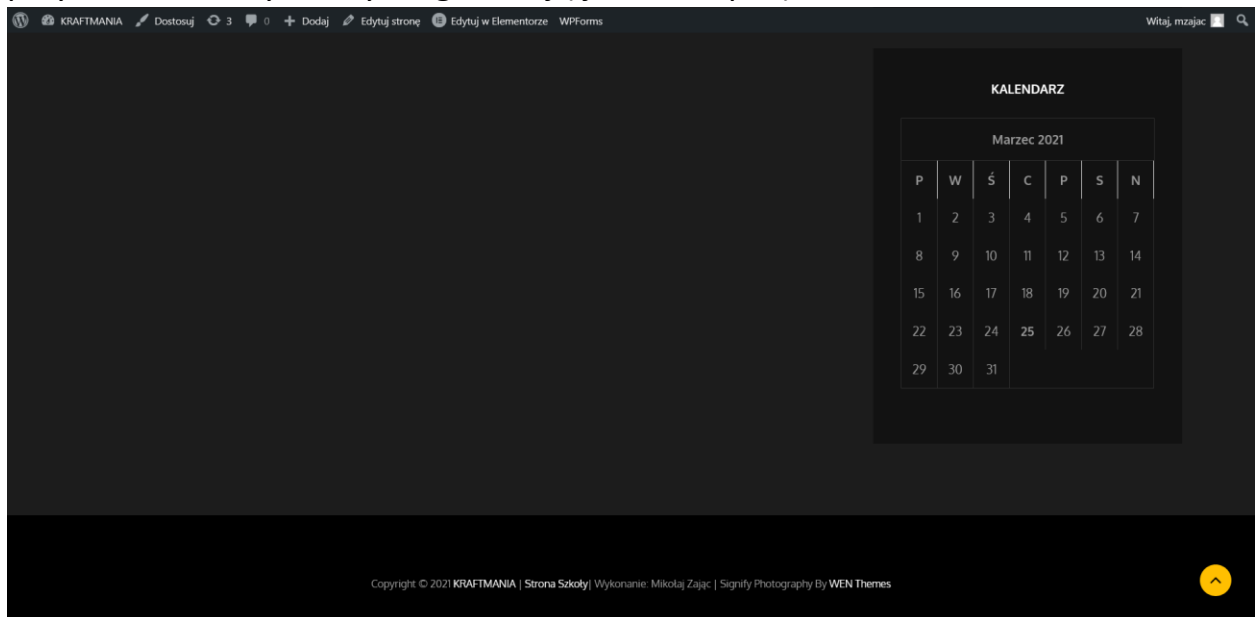 KRAFTMANIA Dostosuj 3 0 Dodaj Edytuj stronę Edytuj w Elementorze WPForms Witaj, mzajac
KALENDARZ
Marzec 2021
P W Ś C P S N
1 2 3 4 5 6 7
8 9 10 11 12 13 14
15 16 17 18 19 20 21
22 23 24 25 26 27 28
29 30 31
Copyright © 2021 KRAFTMANIA | Strona Szkoły| Wykonanie: Mikołaj Zając | Signify Photography By WEN Themes